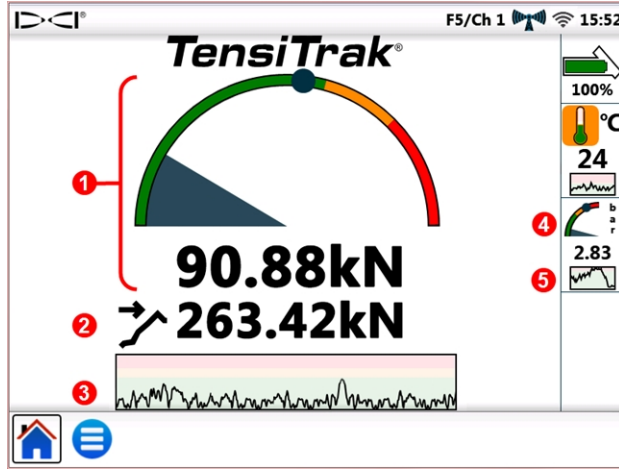 DCI®
F5/Ch 1 15:52
TensiTrak®
100%
°C
24
1
4
b
a
r
90.88kN
2.83
5
2
263.42kN
3